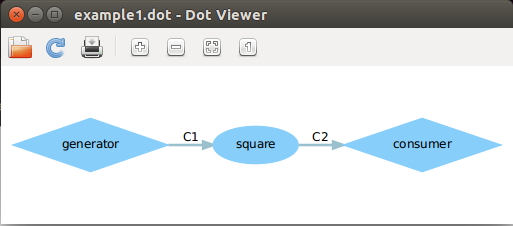 example1.dot - Dot Viewer
generator C1 square C2 consumer